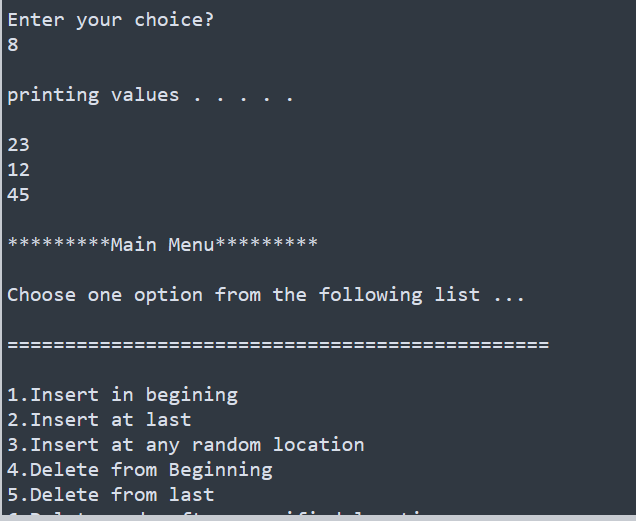 Enter your choice?
8
printing values . . . . .
23
12
45
*********Main Menu*********
Choose one option from the following list ...
===============================================
1.Insert in begining
2.Insert at last
3.Insert at any random location
4.Delete from Beginning
5.Delete from last